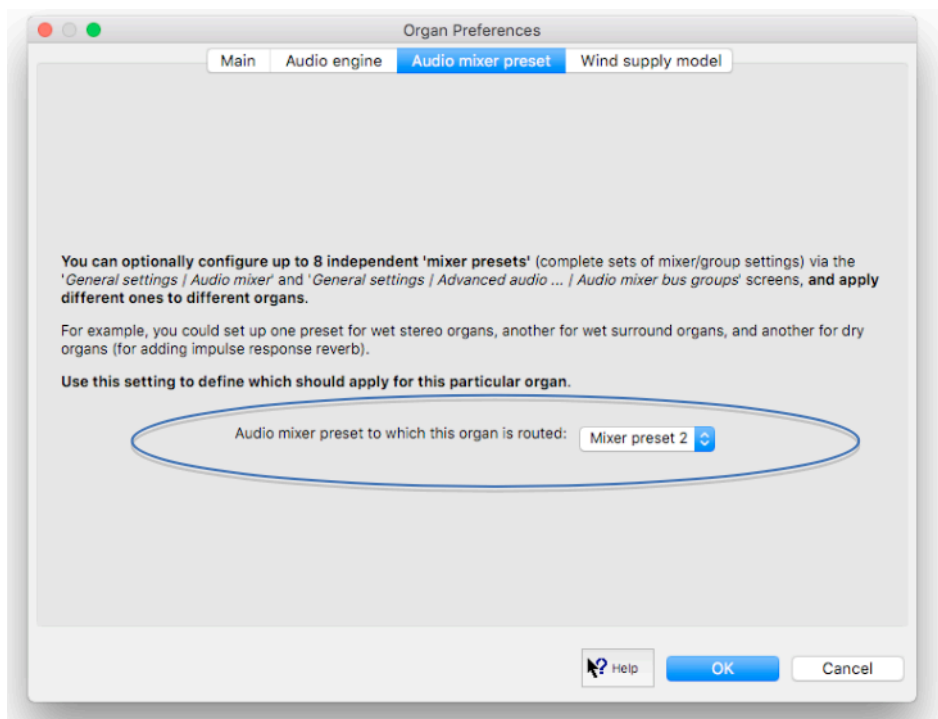 Organ Preferences
Main Audio engine Audio mixer preset Wind supply model
You can optionally configure up to 8 independent 'mixer presets' (complete sets of mixer/group settings) via the
'General settings | Audio mixer' and 'General settings | Advanced audio ... | Audio mixer bus groups' screens, and apply
different ones to different organs.
For example, you could set up one preset for wet stereo organs, another for wet surround organs, and another for dry
organs (for adding impulse response reverb).
Use this setting to define which should apply for this particular organ.
Audio mixer preset to which this organ is routed: Mixer preset 2
? Help OK Cancel